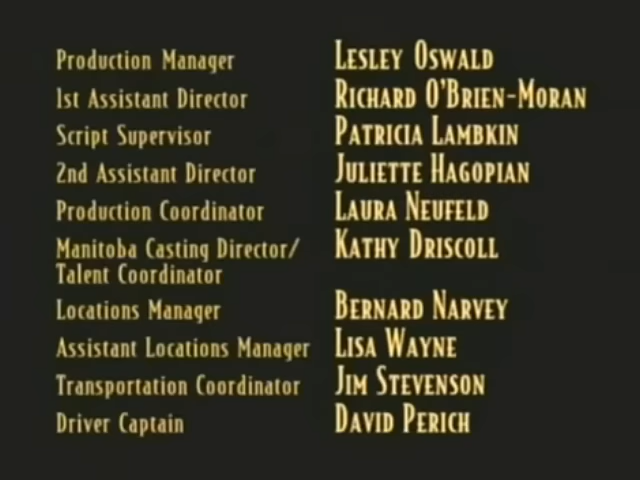 Production Manager LESLEY OSWALD
1st Assistant Director RICHARD O'BRIEN-MORAN
Script Supervisor PATRICIA LAMBKIN
2nd Assistant Director JULIETTE HAGOPIAN
Production Coordinator LAURA NEUFELD
Manitoba Casting Director/ KATHY DRISCOLL
Talent Coordinator
Locations Manager BERNARD NARVEY
Assistant Locations Manager LISA WAYNE
Transportation Coordinator JIM STEVENSON
Driver Captain DAVID PERICH